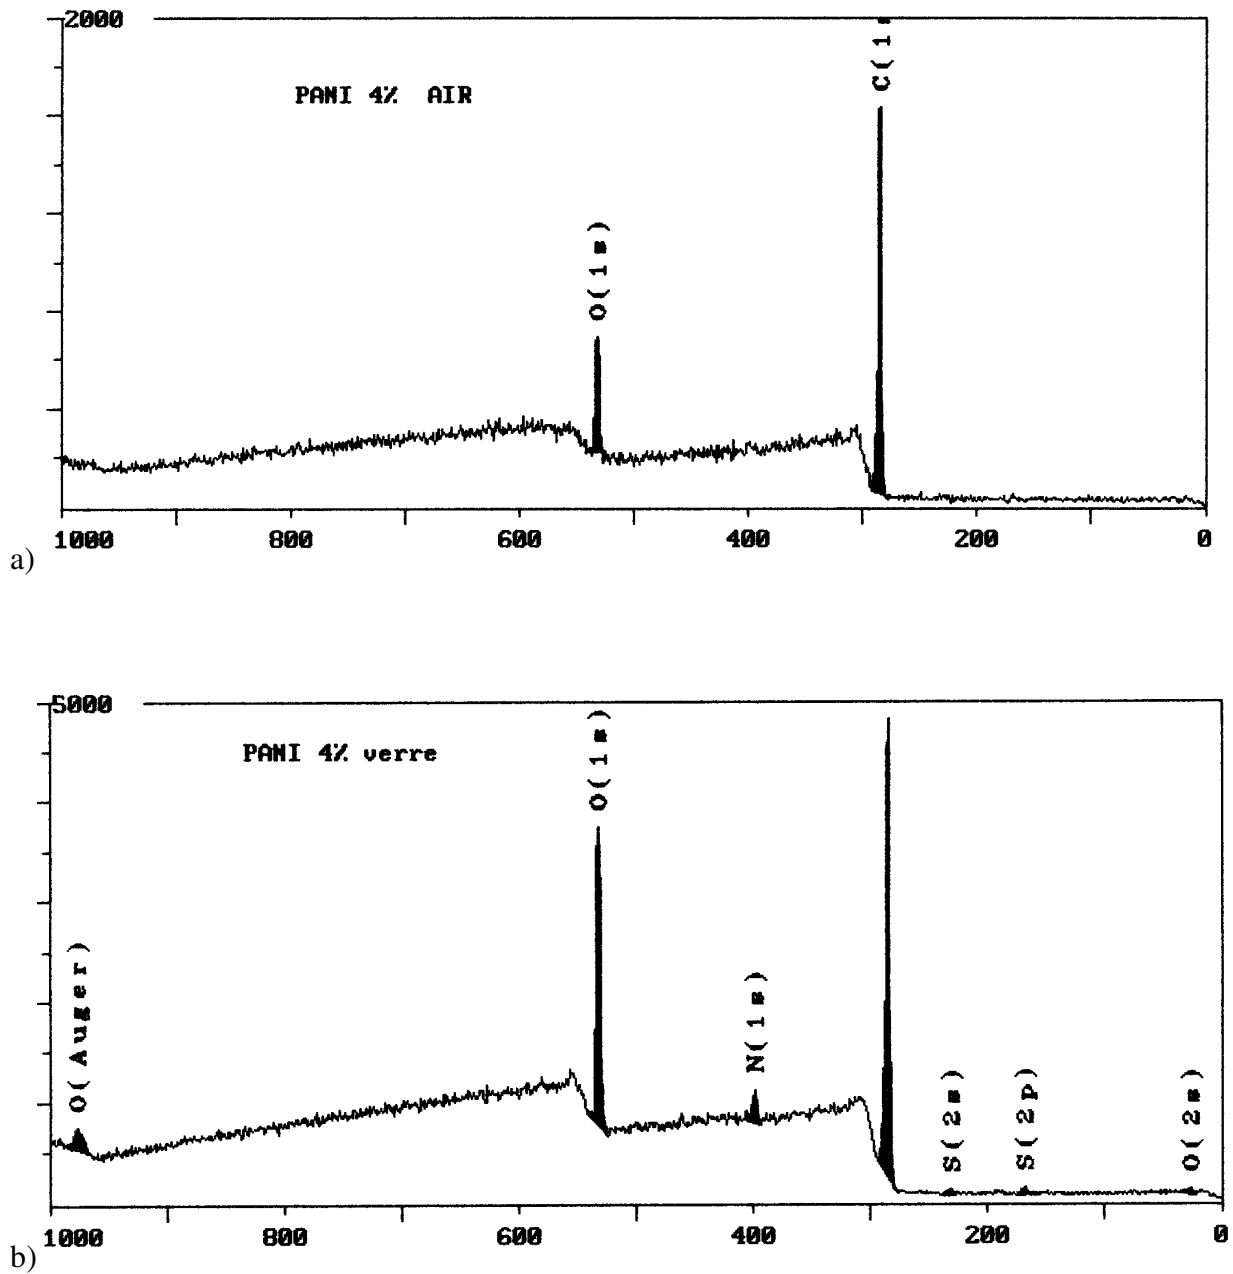 2000
C(1s
PANI 4% AIR
O(1s)
1000 800 600 400 200 0
a)
5000
PANI 4% verre
O(1s)
O(Auger)
N(1s)
S(2s)
S(2p)
O(2s)
1000 800 600 400 200 0
b)